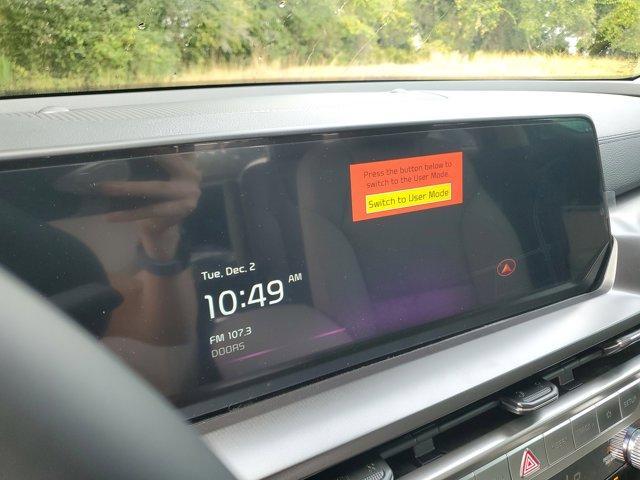 Press the button below to
switch to the User Mode.
Switch to User Mode
Tue, Dec. 2
10:49 AM
FM 107.3
DOORS